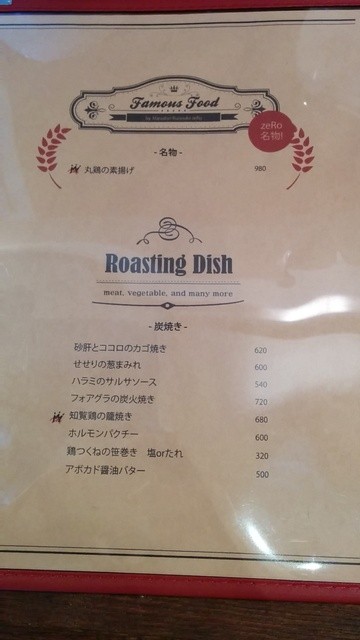 Famous Food
zeRo
名物!
- 名物 -
丸鶏の素揚げ 980
Roasting Dish
meat, vegetable, and many more
- 炭焼き -
砂肝とココロのカゴ焼き 620
せせりの葱まみれ 600
ハラミのサルサソース 540
フォアグラの炭火焼き 720
知覧鶏の籠焼き 680
ホルモンパクチー 600
鶏つくねの笹巻き 塩orたれ 320
アボカド醤油バター 500